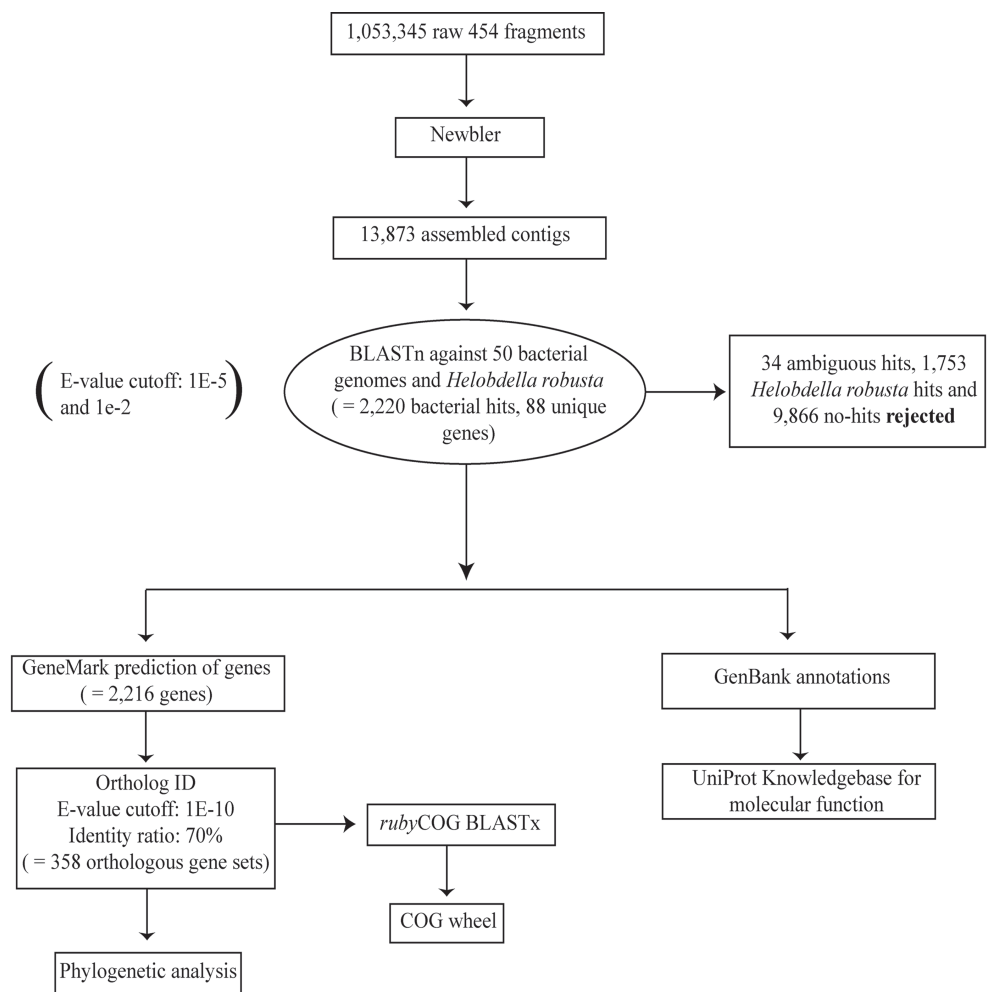 1,053,345 raw 454 fragments
Newbler
13,873 assembled contigs
BLASTn against 50 bacterial
genomes and Helobdella robusta
( = 2,220 bacterial hits, 88 unique
genes)
(E-value cutoff: 1E-5
and 1e-2)
34 ambiguous hits, 1,753
Helobdella robusta hits and
9,866 no-hits rejected
GeneMark prediction of genes
( = 2,216 genes)
GenBank annotations
Ortholog ID
E-value cutoff: 1E-10
Identity ratio: 70%
( = 358 orthologous gene sets)
rubyCOG BLASTx
UniProt Knowledgebase for
molecular function
COG wheel
Phylogenetic analysis